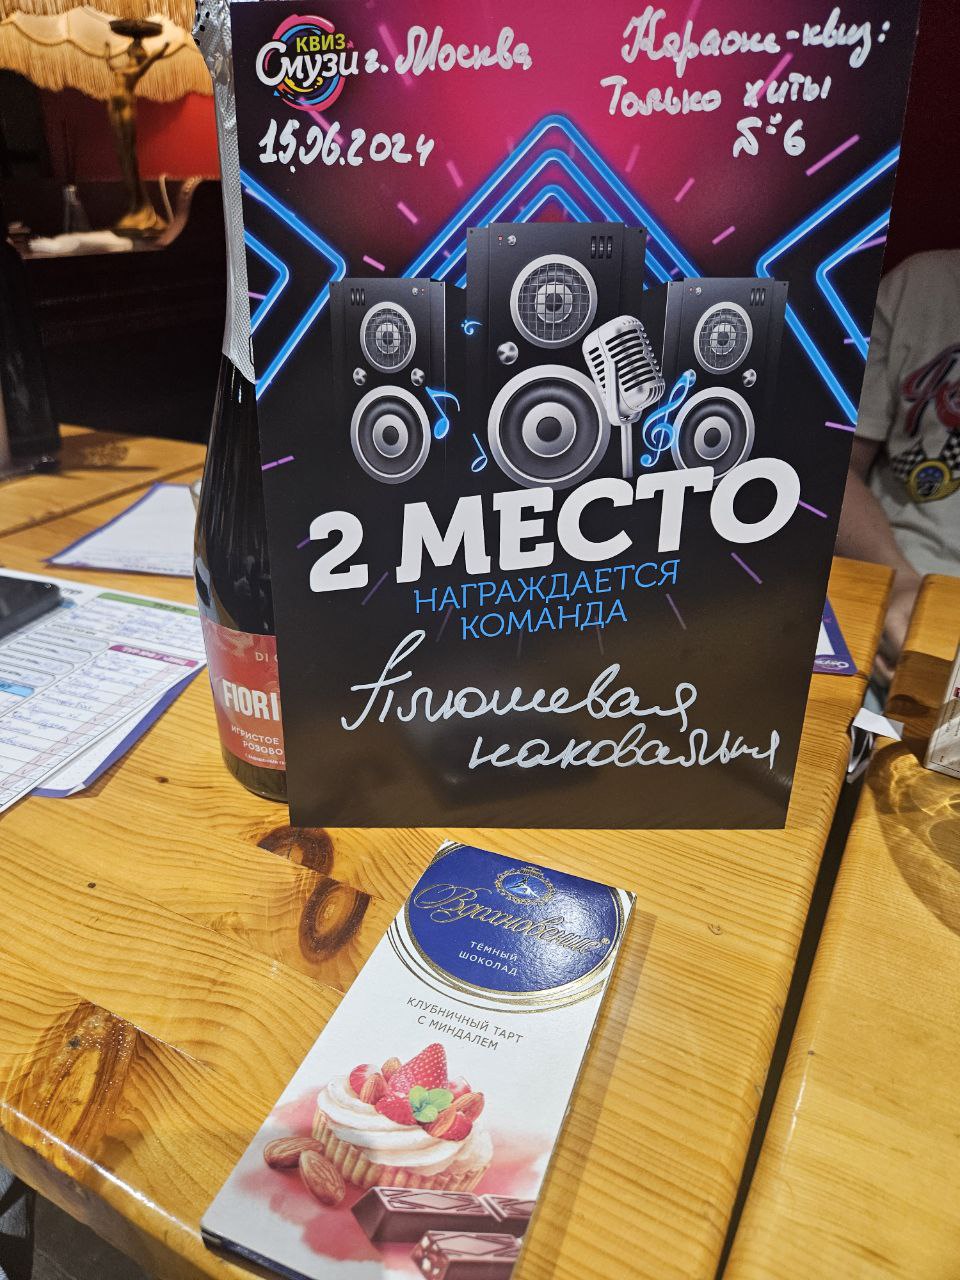 КВИЗ
Смузи
г. Москва
Караоке-квиз:
Только хиты
№6
15.06.2024
2 МЕСТО
НАГРАЖДАЕТСЯ
КОМАНДА
Плюшевая
наковальня
DI
FIORI
ИГРИСТОЕ
РОЗОВО
Вдохновение
ТЁМНЫЙ
ШОКОЛАД
КЛУБНИЧНЫЙ ТАРТ
С МИНДАЛЕМ